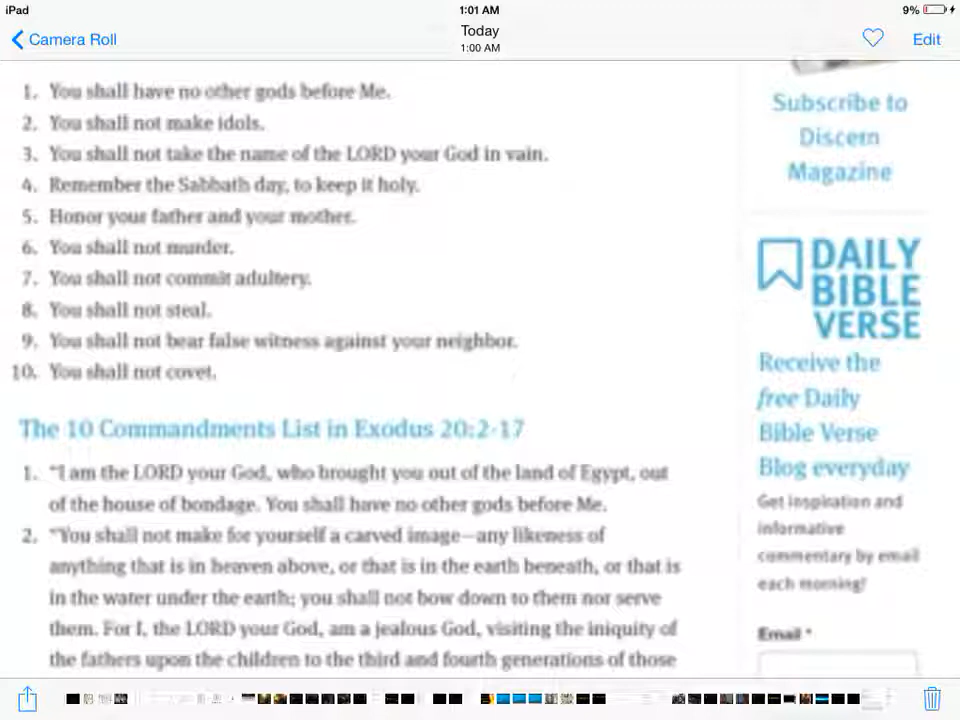 iPad
1:01 AM
9%
Camera Roll
Today
1:00 AM
Edit
1. You shall have no other gods before Me.
2. You shall not make idols.
3. You shall not take the name of the LORD your God in vain.
4. Remember the Sabbath day, to keep it holy.
5. Honor your father and your mother.
6. You shall not murder.
7. You shall not commit adultery.
8. You shall not steal.
9. You shall not bear false witness against your neighbor.
10. You shall not covet.
The 10 Commandments List in Exodus 20:2-17
1. “I am the LORD your God, who brought you out of the land of Egypt, out
of the house of bondage. You shall have no other gods before Me.
2. “You shall not make for yourself a carved image—any likeness of
anything that is in heaven above, or that is in the earth beneath, or that is
in the water under the earth; you shall not bow down to them nor serve
them. For I, the LORD your God, am a jealous God, visiting the iniquity of
the fathers upon the children to the third and fourth generations of those
Subscribe to
Discern
Magazine
DAILY
BIBLE
VERSE
Receive the
free Daily
Bible Verse
Blog everyday
Get inspiration and
informative
commentary by email
each morning!
Email *